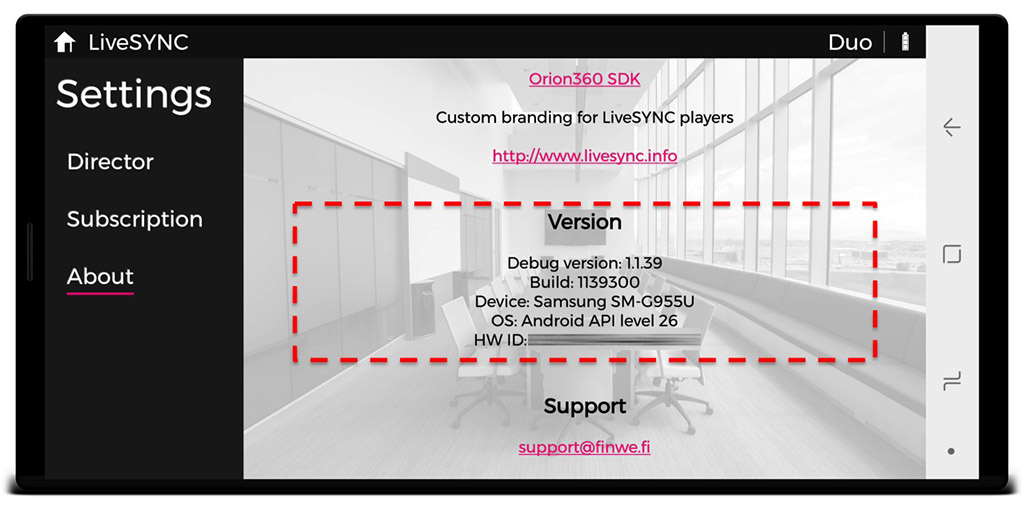 LiveSYNC
Duo
Settings
Director
Subscription
About
Orion360 SDK
Custom branding for LiveSYNC players
http://www.livesync.info
Version
Debug version: 1.1.39
Build: 1139300
Device: Samsung SM-G955U
OS: Android API level 26
HW ID:
Support
support@finwe.fi